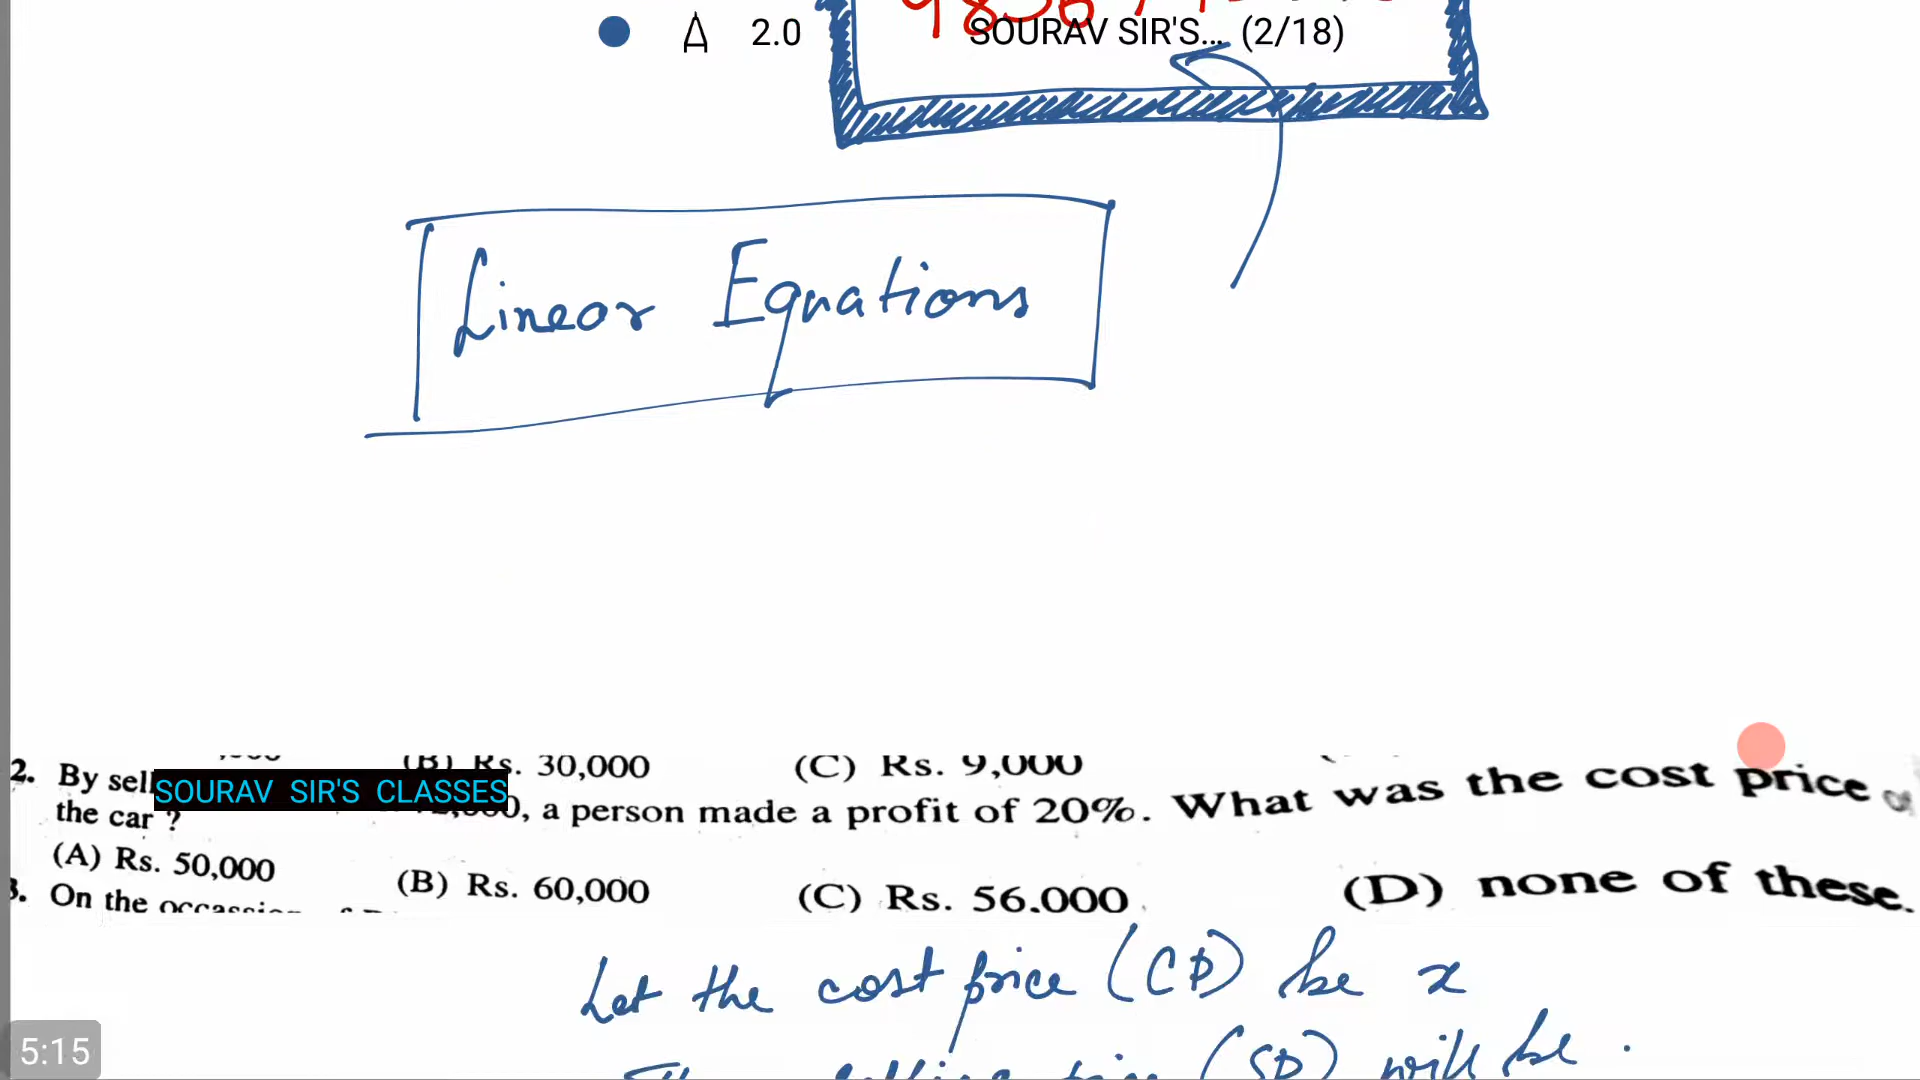 A 2.0 SOURAV SIR'S... (2/18)
Linear Equations
(B) Rs. 30,000 (C) Rs. 9,000
2. By sell SOURAV SIR'S CLASSES, a person made a profit of 20%. What was the cost price
the car ?
(A) Rs. 50,000 (B) Rs. 60,000 (C) Rs. 56.000 (D) none of these.
3. On the occassion
Let the cost price (CP) be x
selling price (SP) will be
5:15